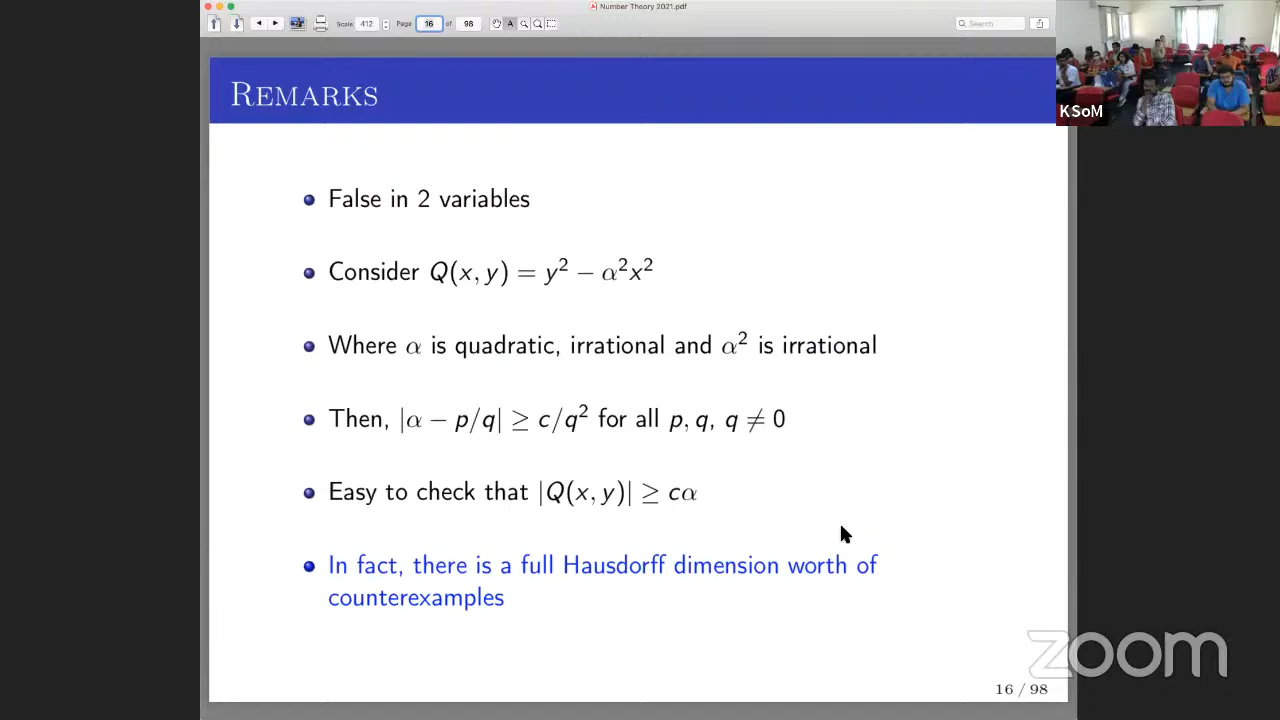 Number Theory 2021.pdf
Scale 412 Page 16 of 98 Search
KSoM
REMARKS
False in 2 variables
Consider Q(x, y) = y² − α²x²
Where α is quadratic, irrational and α² is irrational
Then, |α − p/q| ≥ c/q² for all p, q, q ≠ 0
Easy to check that |Q(x, y)| ≥ cα
In fact, there is a full Hausdorff dimension worth of
counterexamples
zoom
16 / 98